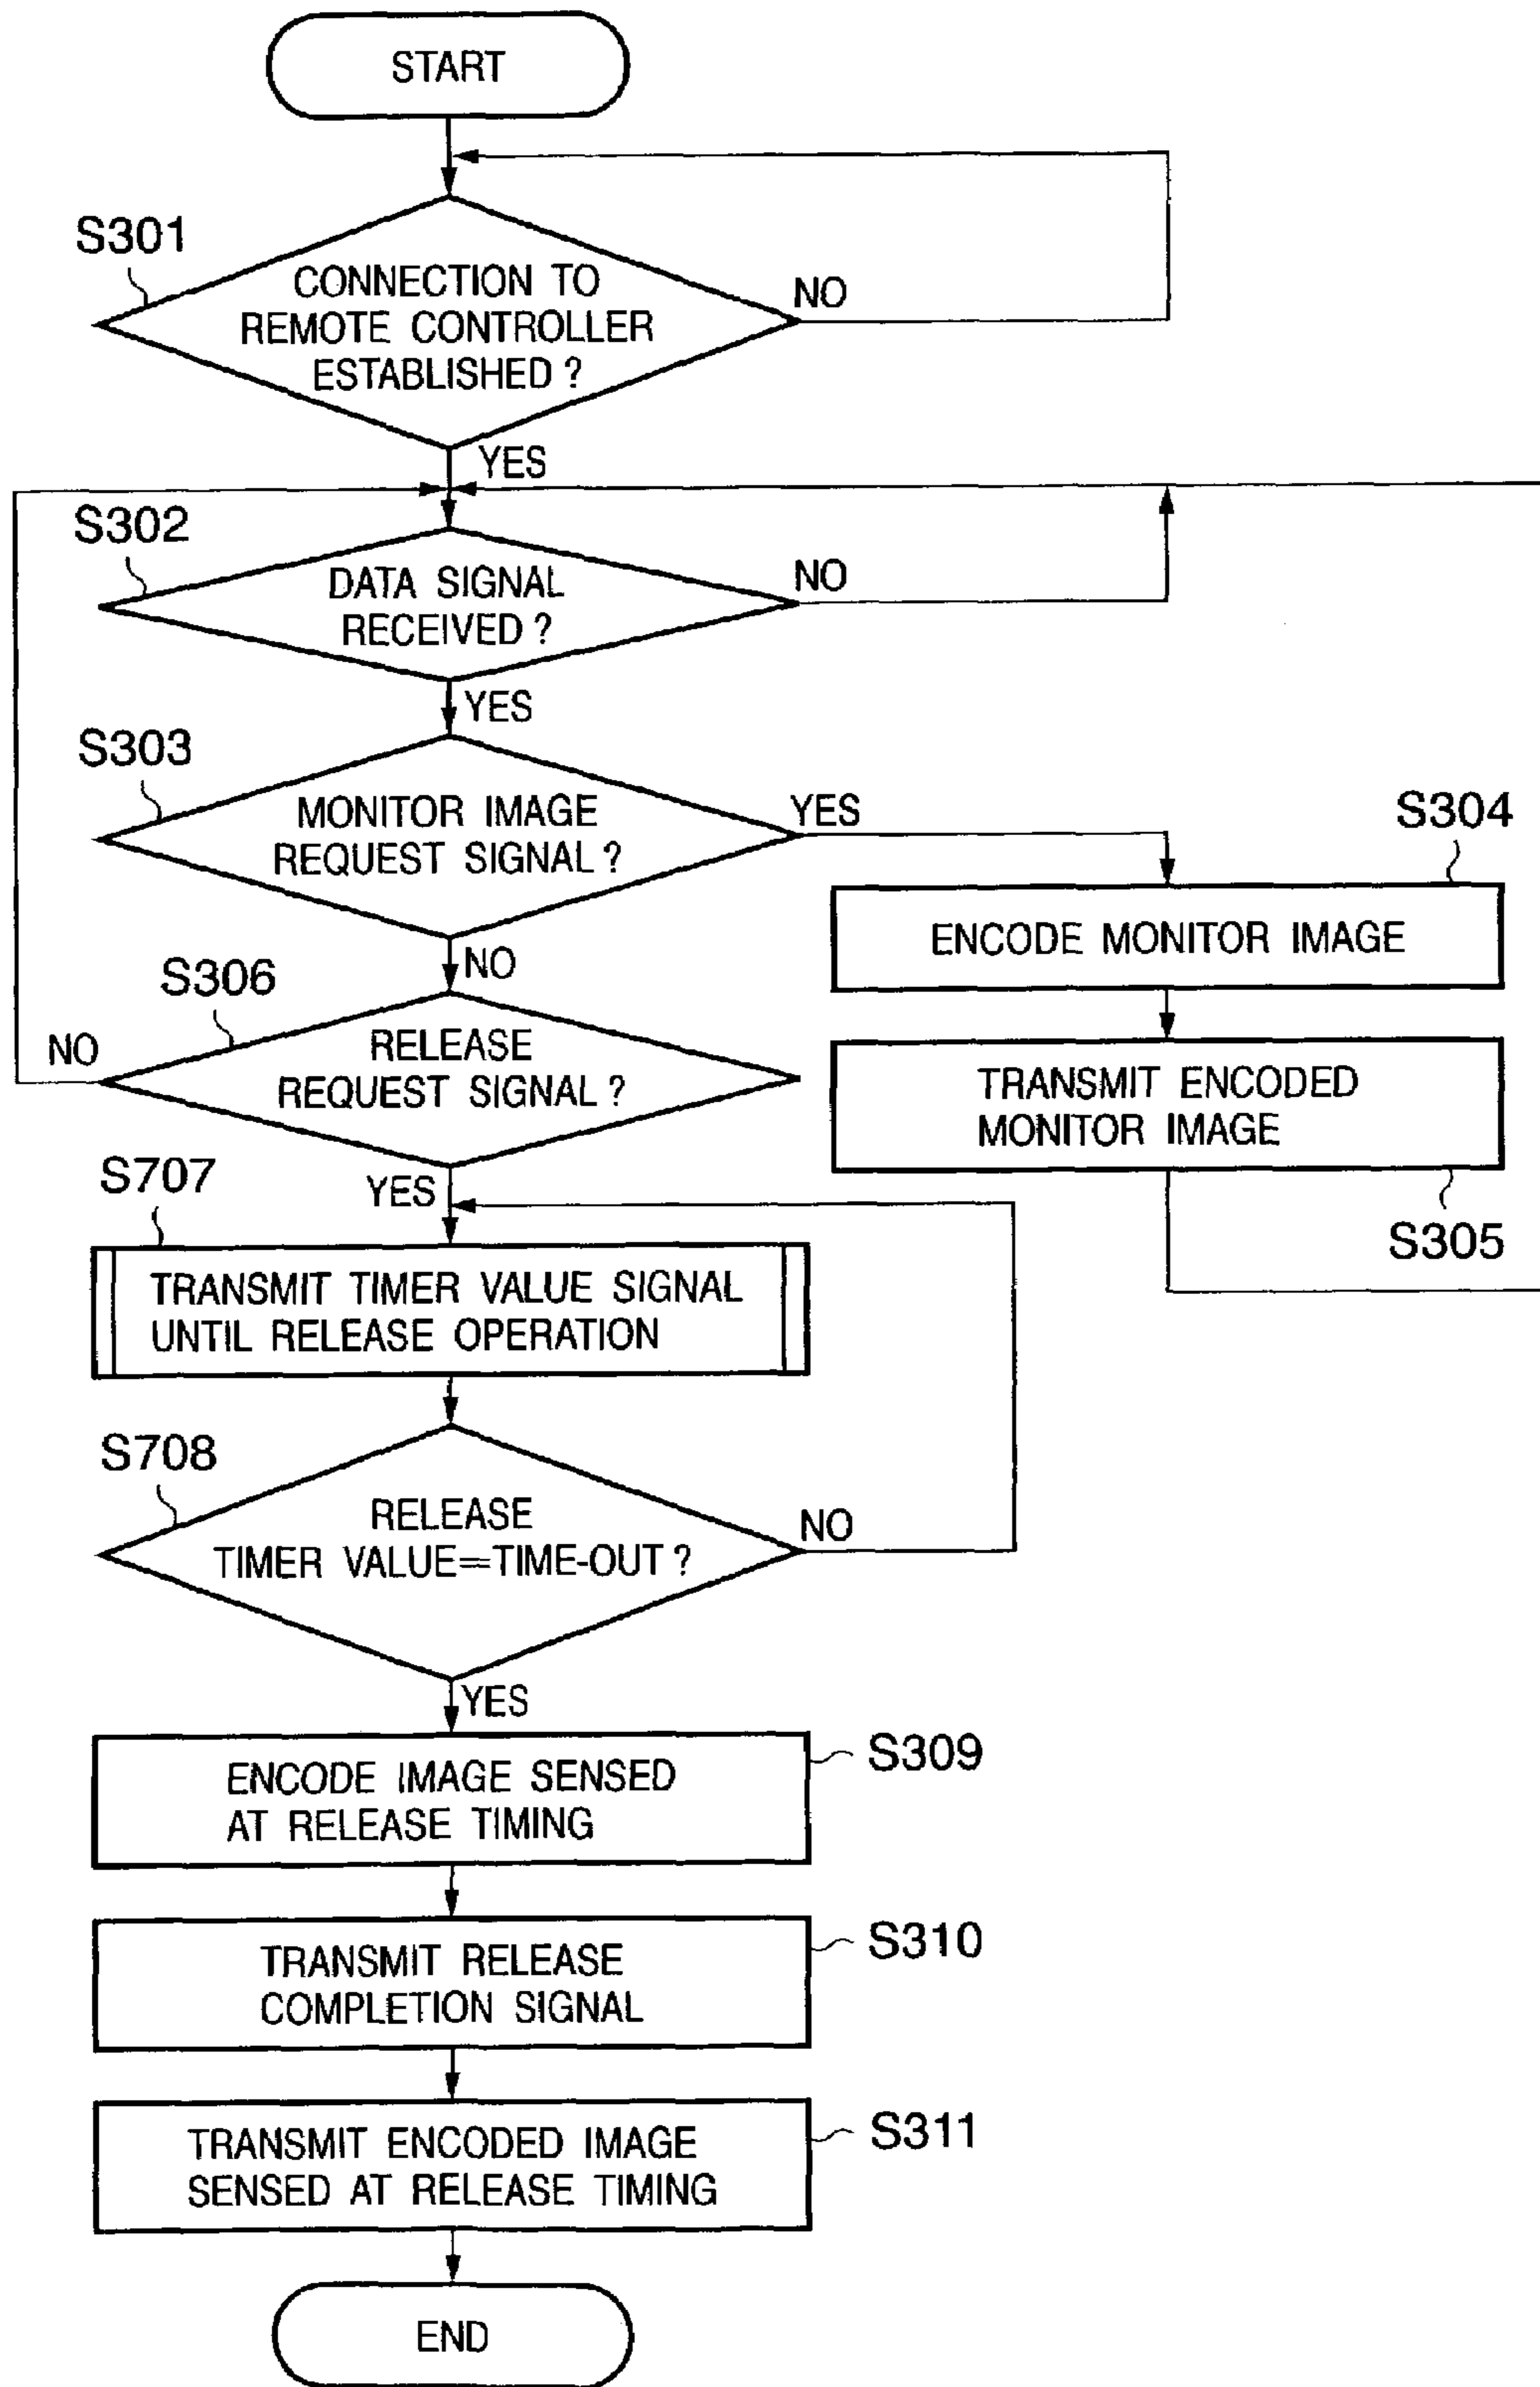 START
S301
CONNECTION TO
REMOTE CONTROLLER
ESTABLISHED?
NO
YES
S302
DATA SIGNAL
RECEIVED?
NO
YES
S303
MONITOR IMAGE
REQUEST SIGNAL?
YES
S304
ENCODE MONITOR IMAGE
NO
S306
RELEASE
REQUEST SIGNAL?
NO
TRANSMIT ENCODED
MONITOR IMAGE
S305
YES
S707
TRANSMIT TIMER VALUE SIGNAL
UNTIL RELEASE OPERATION
S708
RELEASE
TIMER VALUE==TIME-OUT?
NO
YES
ENCODE IMAGE SENSED
AT RELEASE TIMING
S309
TRANSMIT RELEASE
COMPLETION SIGNAL
S310
TRANSMIT ENCODED IMAGE
SENSED AT RELEASE TIMING
S311
END